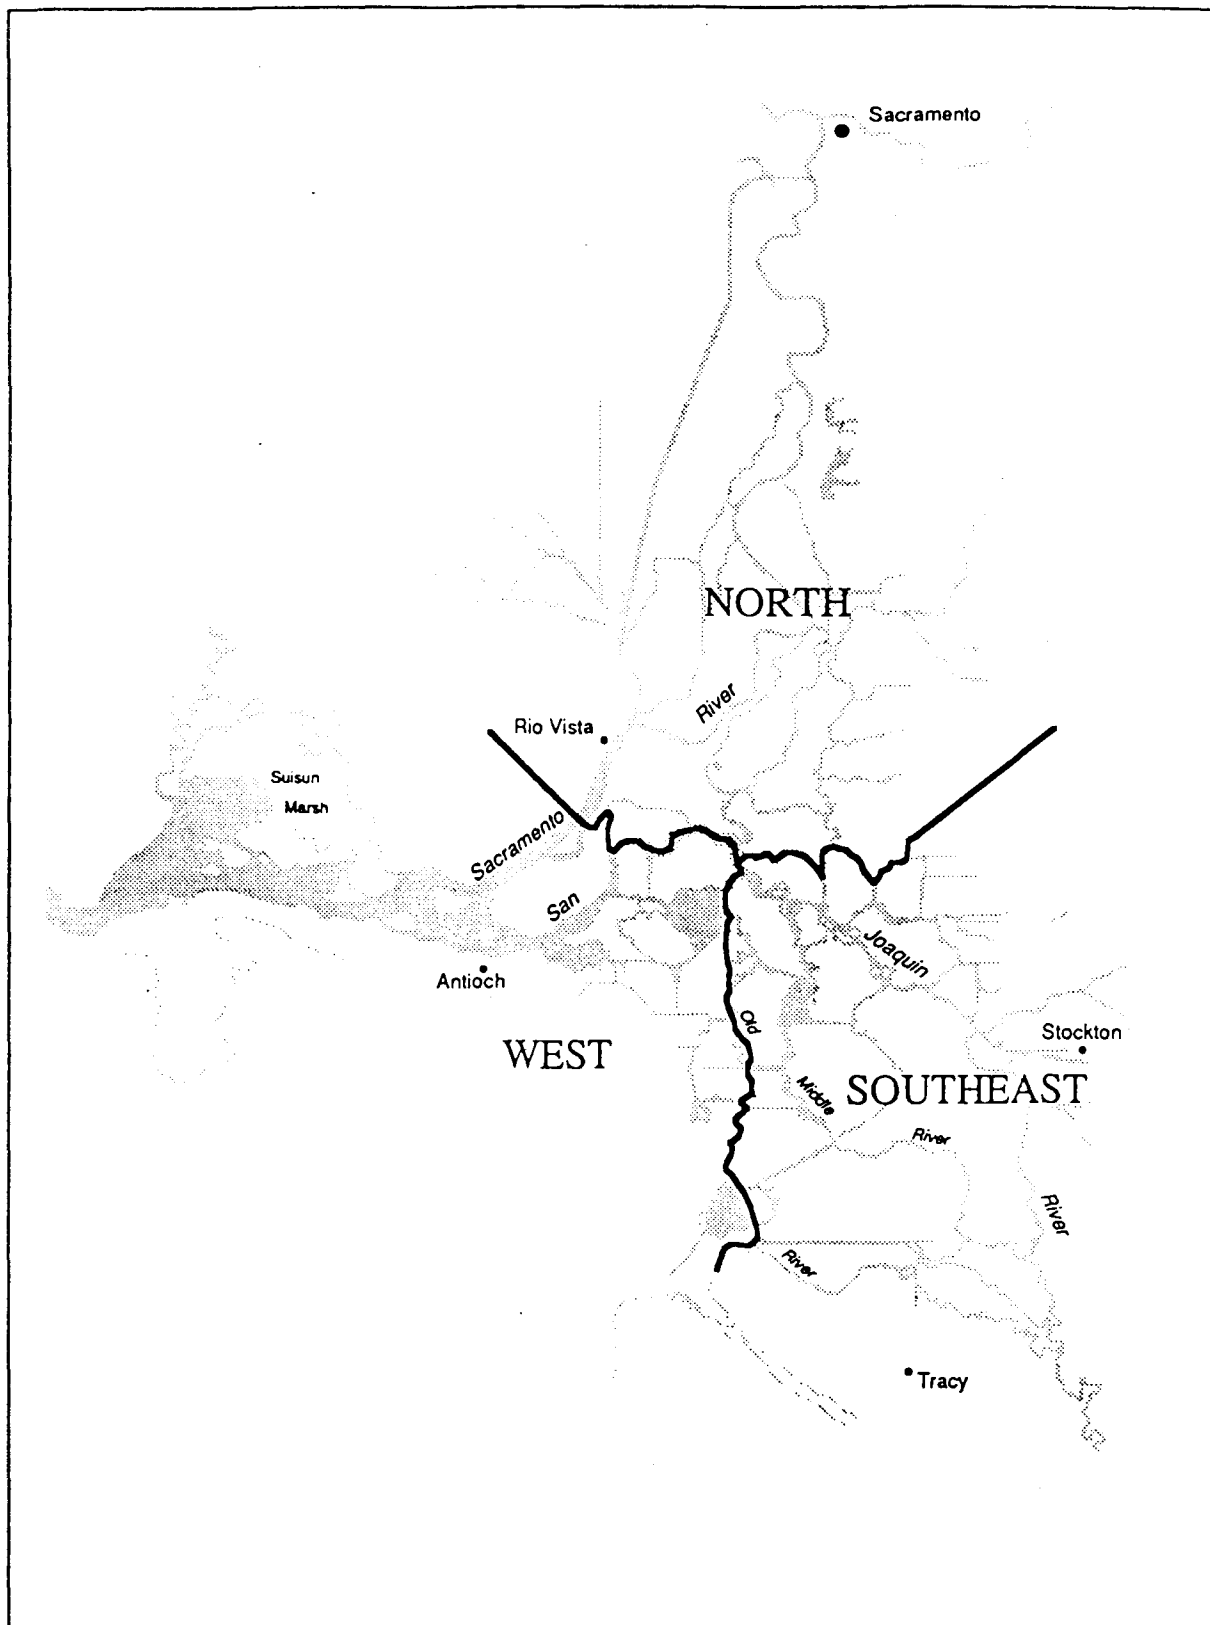 Sacramento
NORTH
River
Rio Vista
Suisun
Marsh
Sacramento
San
Joaquin
Antioch
Old
Stockton
WEST
SOUTHEAST
Middle
River
River
River
Tracy